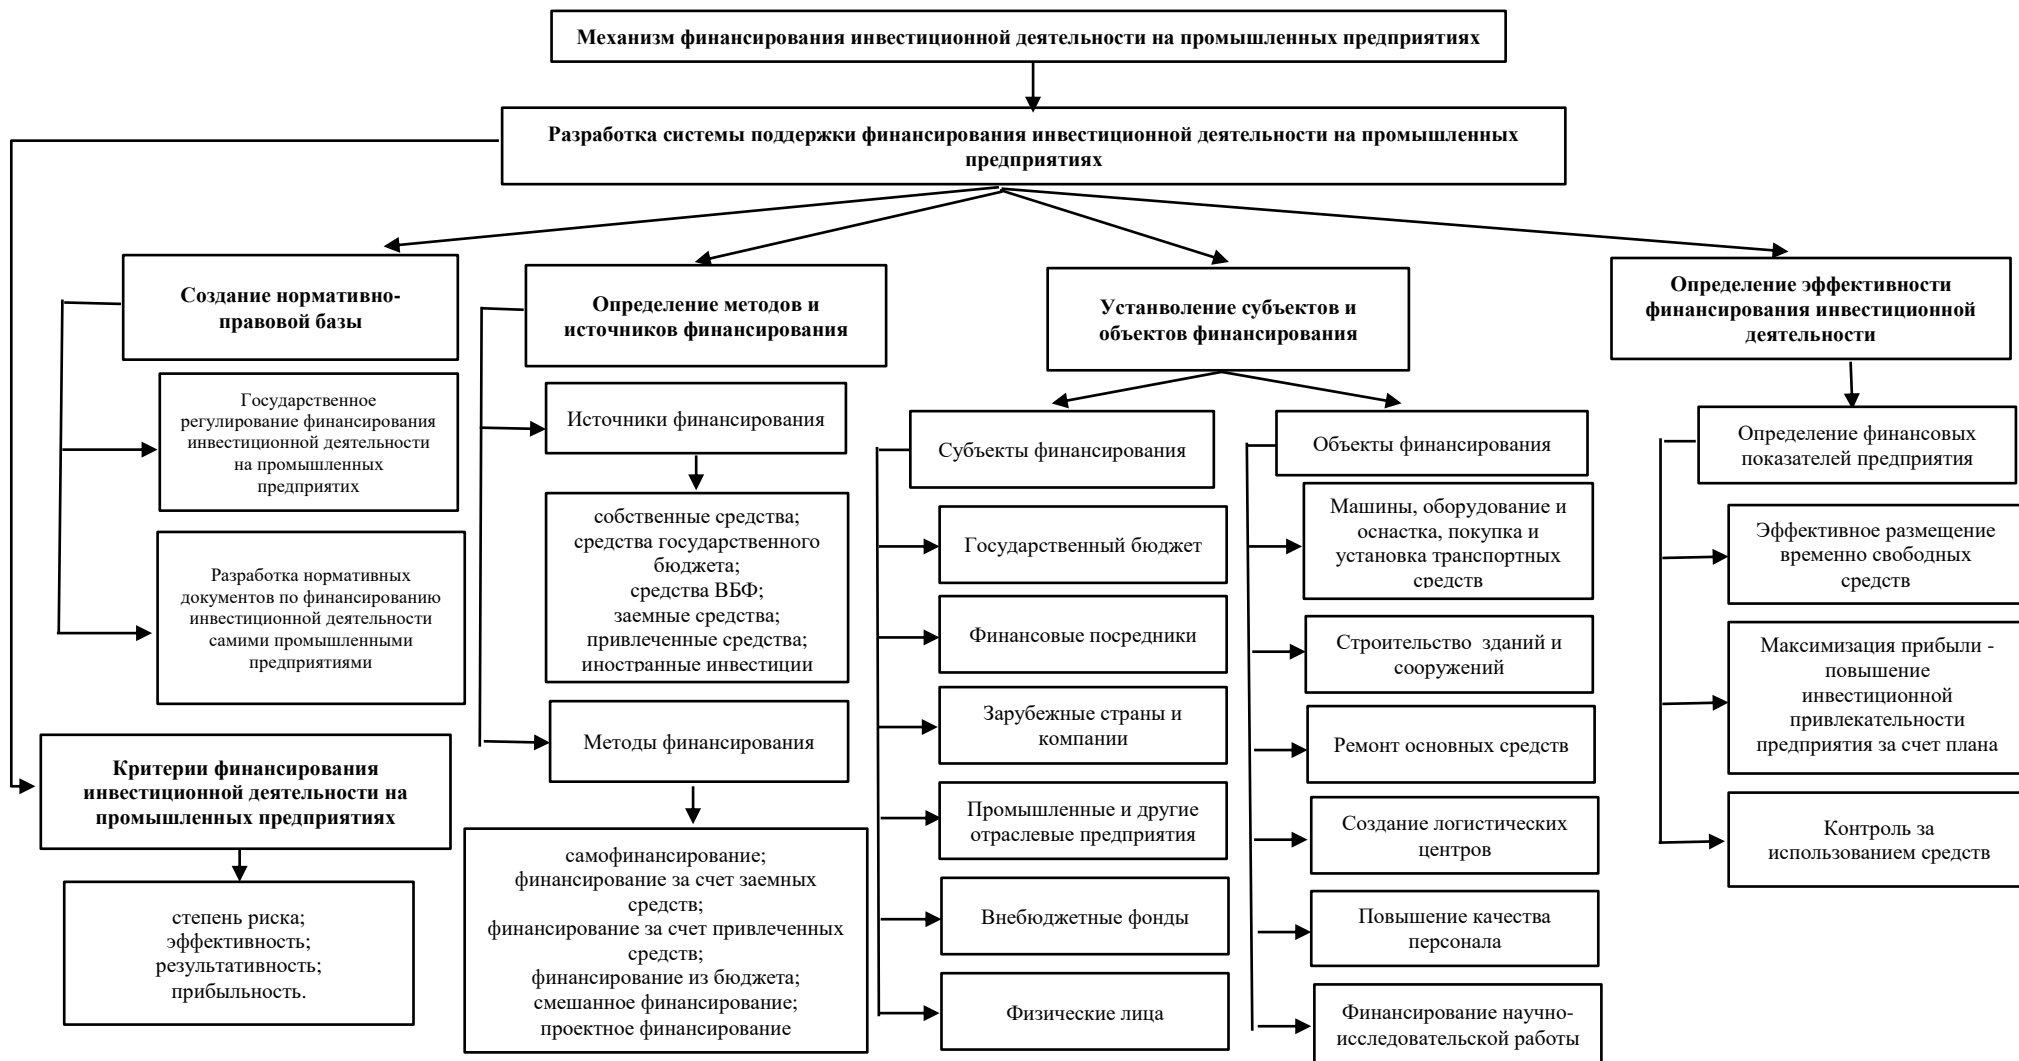 Механизм финансирования инвестиционной деятельности на промышленных предприятиях
Разработка системы поддержки финансирования инвестиционной деятельности на промышленных
предприятиях
Создание нормативно-
правовой базы
Государственное
регулирование финансирования
инвестиционной деятельности
на промышленных
предприятих
Разработка нормативных
документов по финансированию
инвестиционной деятельности
самими промышленными
предприятиями
Критерии финансирования
инвестиционной деятельности на
промышленных предприятиях
степень риска;
эффективность;
результативность;
прибыльность.
Определение методов и
источников финансирования
Источники финансирования
собственные средства;
средства государственного
бюджета;
средства ВБФ;
заемные средства;
привлеченные средства;
иностранные инвестиции
Методы финансирования
самофинансирование;
финансирование за счет заемных
средств;
финансирование за счет привлеченных
средств;
финансирование из бюджета;
смешанное финансирование;
проектное финансирование
Устанволение субъектов и
объектов финансирования
Субъекты финансирования
Государственный бюджет
Финансовые посредники
Зарубежные страны и
компании
Промышленные и другие
отраслевые предприятия
Внебюджетные фонды
Физические лица
Объекты финансирования
Машины, оборудование и
оснастка, покупка и
установка транспортных
средств
Строительство зданий и
сооружений
Ремонт основных средств
Создание логистических
центров
Повышение качества
персонала
Финансирование научно-
исследовательской работы
Определение эффективности
финансирования инвестиционной
деятельности
Определение финансовых
показателей предприятия
Эффективное размещение
временно свободных
средств
Максимизация прибыли -
повышение
инвестиционной
привлекательности
предприятия за счет плана
Контроль за
использованием средств